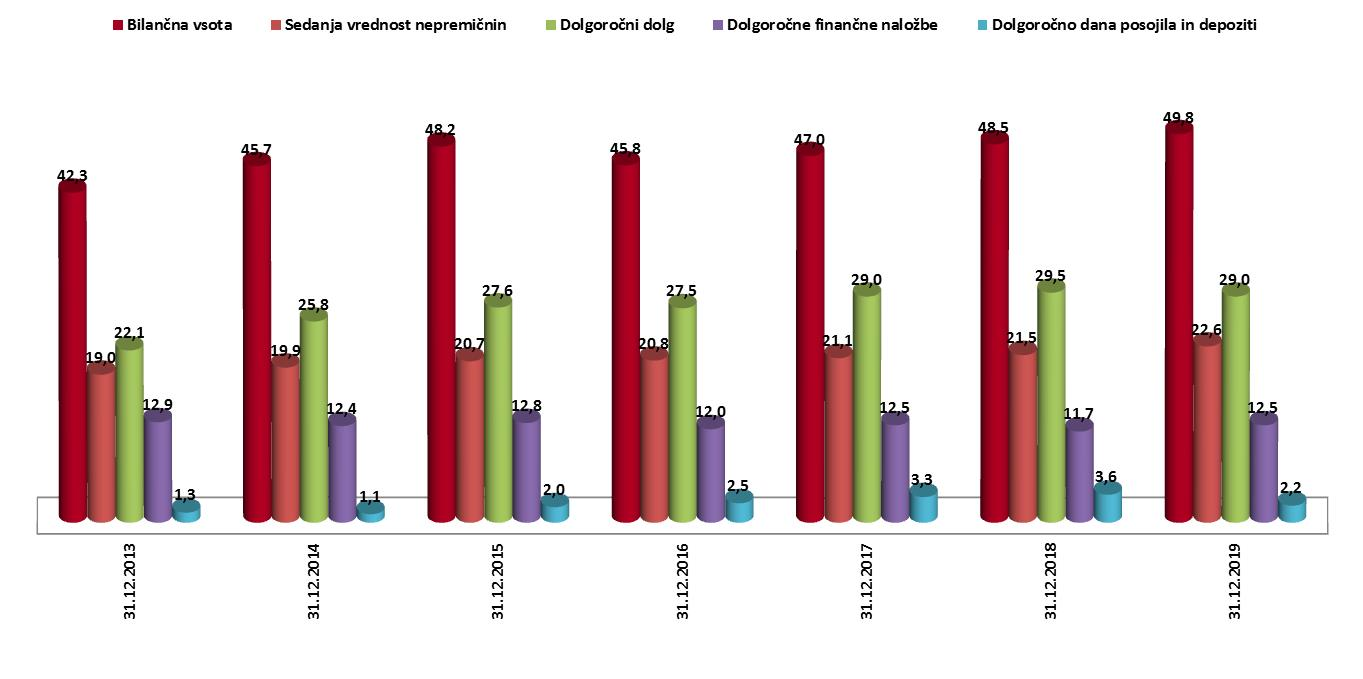 Bilančna vsota Sedanja vrednost nepremičnin Dolgoročni dolg Dolgoročne finančne naložbe Dolgoročno dana posojila in depoziti
42,3 19,0 22,1 12,9 1,3
45,7 19,9 25,8 12,4 1,1
48,2 20,7 27,6 12,8 2,0
45,8 20,8 27,5 12,0 2,5
47,0 21,1 29,0 12,5 3,3
48,5 21,5 29,5 11,7 3,6
49,8 22,6 29,0 12,5 2,2
31.12.2013
31.12.2014
31.12.2015
31.12.2016
31.12.2017
31.12.2018
31.12.2019